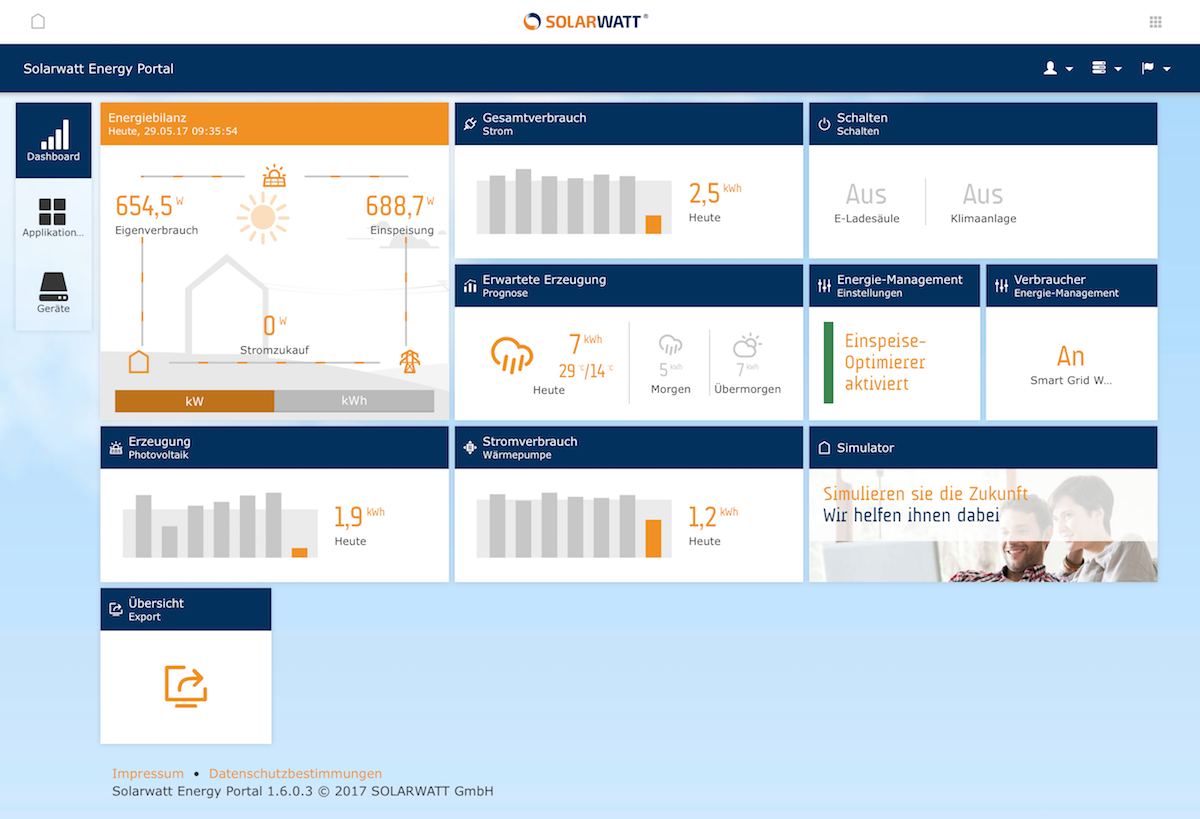 SOLARWATT®
Solarwatt Energy Portal
Dashboard
Applikation...
Geräte
Energiebilanz
Heute, 29.05.17 09:35:54
654,5 W
Eigenverbrauch
688,7 W
Einspeisung
0 W
Stromzukauf
kW
kWh
Gesamtverbrauch
Strom
2,5 kWh
Heute
Schalten
Schalten
Aus
E-Ladesäule
Aus
Klimaanlage
Erwartete Erzeugung
Prognose
7 kWh
29 °C/14 °C
Heute
5 kWh
Morgen
7 kWh
Übermorgen
Energie-Management
Einstellungen
Einspeise-
Optimierer
aktiviert
Verbraucher
Energie-Management
An
Smart Grid W...
Erzeugung
Photovoltaik
1,9 kWh
Heute
Stromverbrauch
Wärmepumpe
1,2 kWh
Heute
Simulator
Simulieren sie die Zukunft
Wir helfen ihnen dabei
Übersicht
Export
Impressum • Datenschutzbestimmungen
Solarwatt Energy Portal 1.6.0.3 © 2017 SOLARWATT GmbH